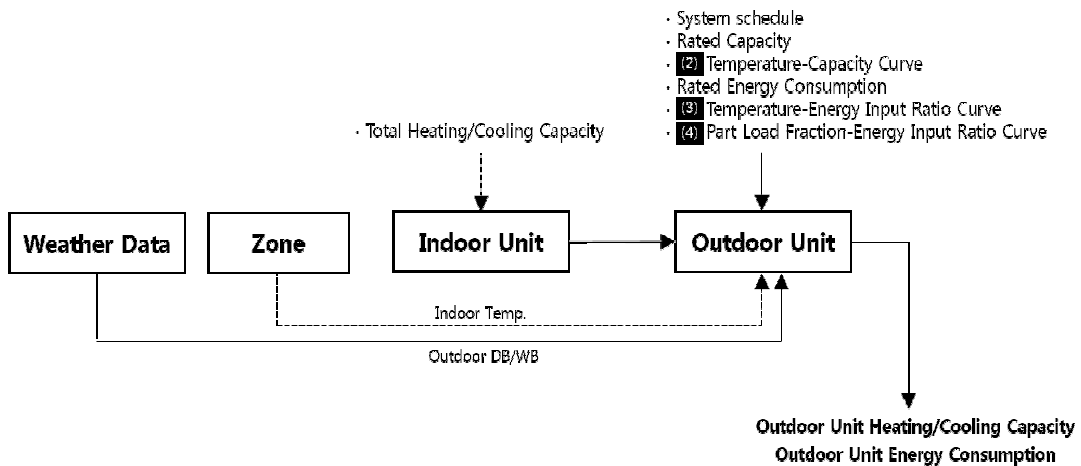 · System schedule
· Rated Capacity
· (2) Temperature-Capacity Curve
· Rated Energy Consumption
· (3) Temperature-Energy Input Ratio Curve
· (4) Part Load Fraction-Energy Input Ratio Curve
· Total Heating/Cooling Capacity
Weather Data
Zone
Indoor Unit
Outdoor Unit
Indoor Temp.
Outdoor DB/WB
Outdoor Unit Heating/Cooling Capacity
Outdoor Unit Energy Consumption